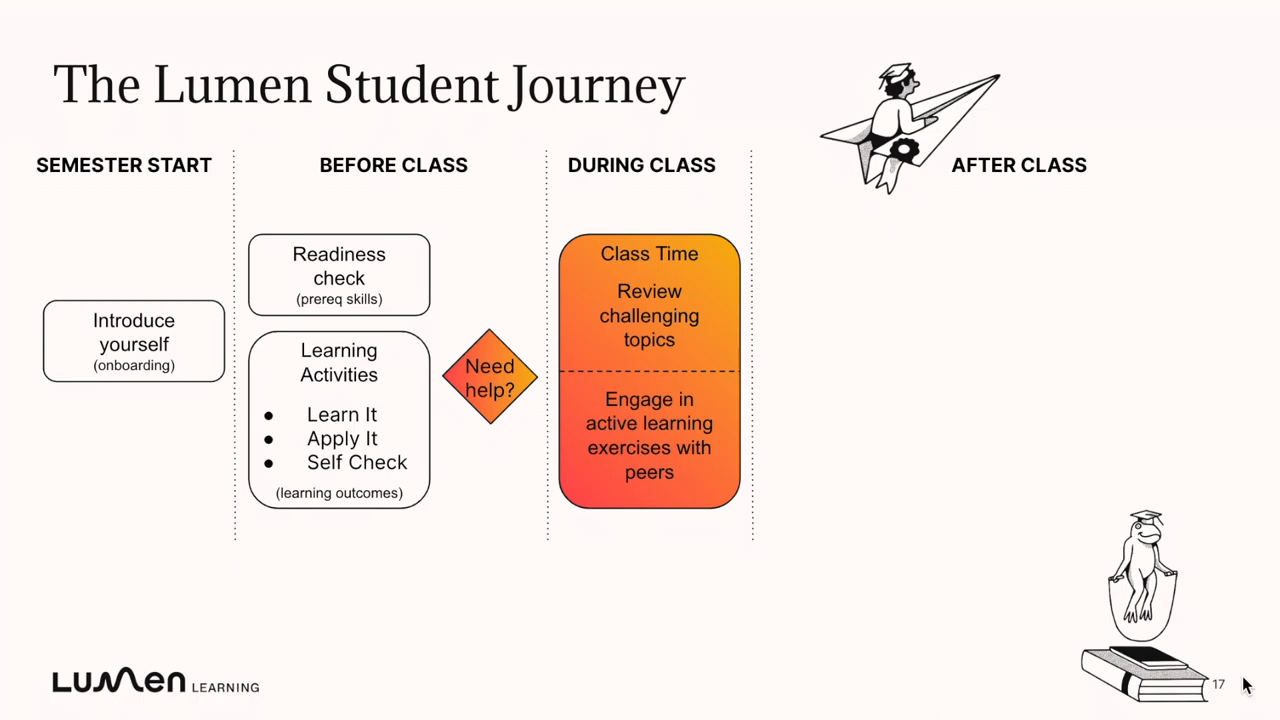 The Lumen Student Journey
SEMESTER START
BEFORE CLASS
DURING CLASS
AFTER CLASS
Introduce
yourself
(onboarding)
Readiness
check
(prereq skills)
Learning
Activities
● Learn It
● Apply It
● Self Check
(learning outcomes)
Need
help?
Class Time
Review
challenging
topics
Engage in
active learning
exercises with
peers
Lumen LEARNING
17